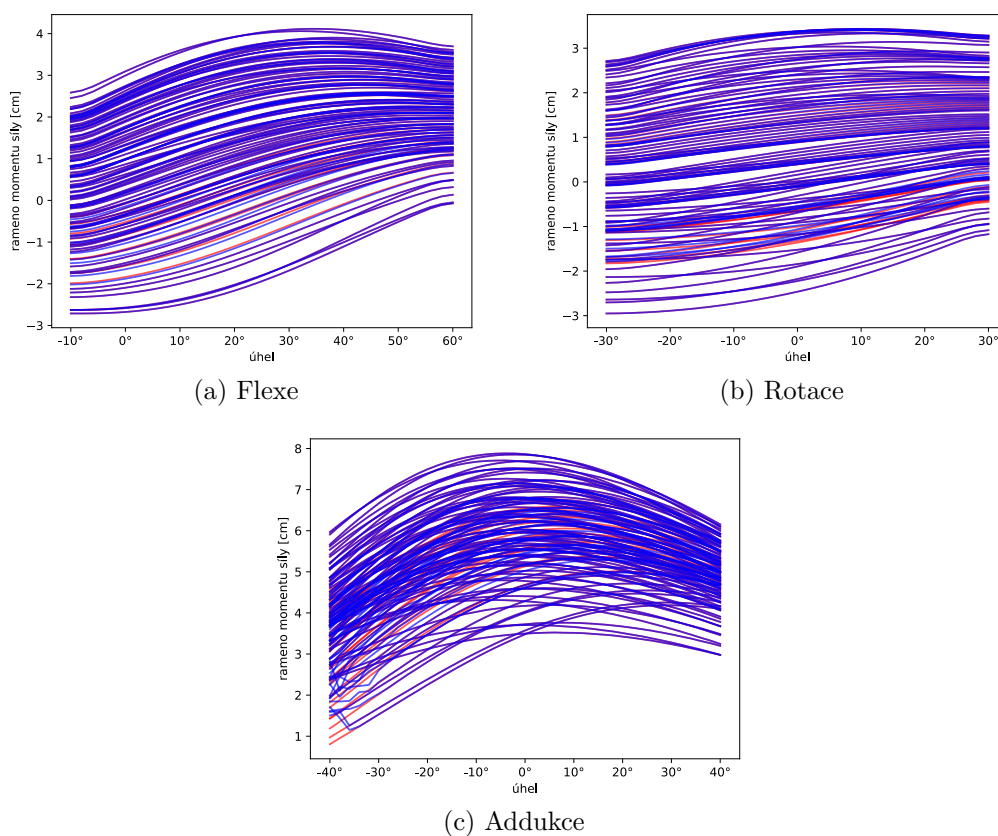 4
3
2
1
0
−1
−2
−3
rameno momentu síly [cm]
-10° 0° 10° 20° 30° 40° 50° 60°
úhel
(a) Flexe
3
2
1
0
−1
−2
−3
rameno momentu síly [cm]
-30° -20° -10° 0° 10° 20° 30°
úhel
(b) Rotace
8
7
6
5
4
3
2
1
rameno momentu síly [cm]
-40° -30° -20° -10° 0° 10° 20° 30° 40°
úhel
(c) Addukce